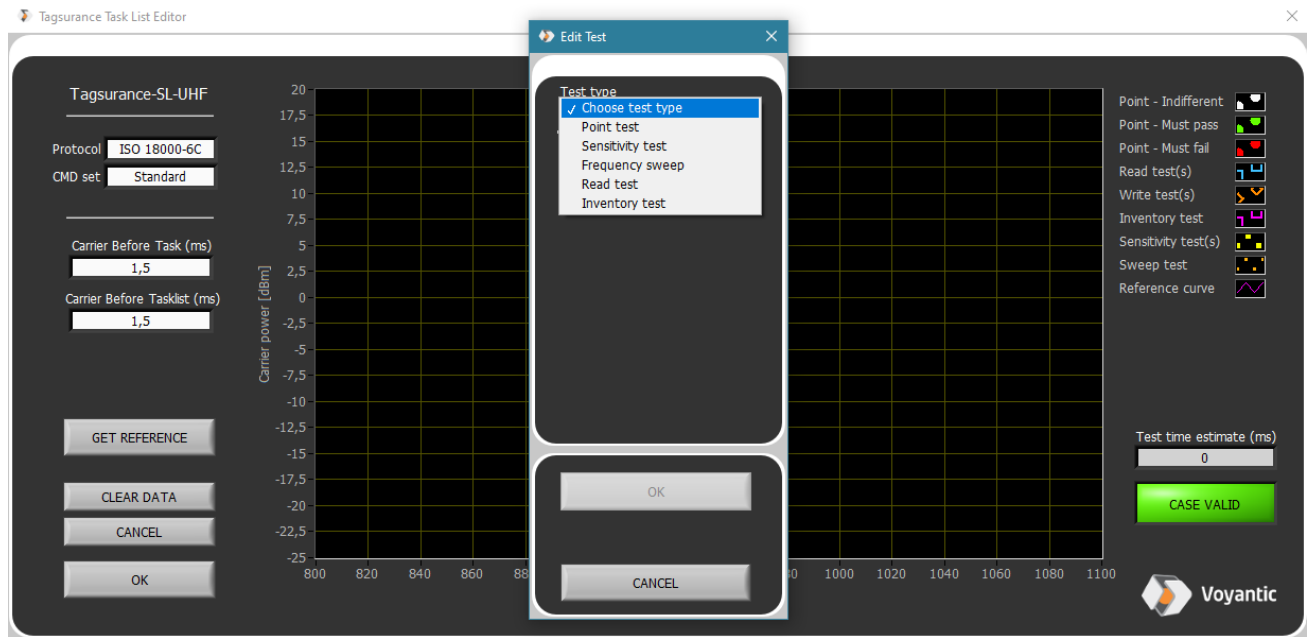 Tagsurance Task List Editor
Edit Test
Tagsurance-SL-UHF
Protocol ISO 18000-6C
CMD set Standard
Carrier Before Task (ms)
1,5
Carrier Before Tasklist (ms)
1,5
GET REFERENCE
CLEAR DATA
CANCEL
OK
Carrier power [dBm]
20
17,5
15
12,5
10
7,5
5
2,5
0
-2,5
-5
-7,5
-10
-12,5
-15
-17,5
-20
-22,5
-25
800 820 840 860 1000 1020 1040 1060 1080 1100
Test type
Choose test type
Point test
Sensitivity test
Frequency sweep
Read test
Inventory test
OK
CANCEL
Point - Indifferent
Point - Must pass
Point - Must fail
Read test(s)
Write test(s)
Inventory test
Sensitivity test(s)
Sweep test
Reference curve
Test time estimate (ms)
0
CASE VALID
Voyantic